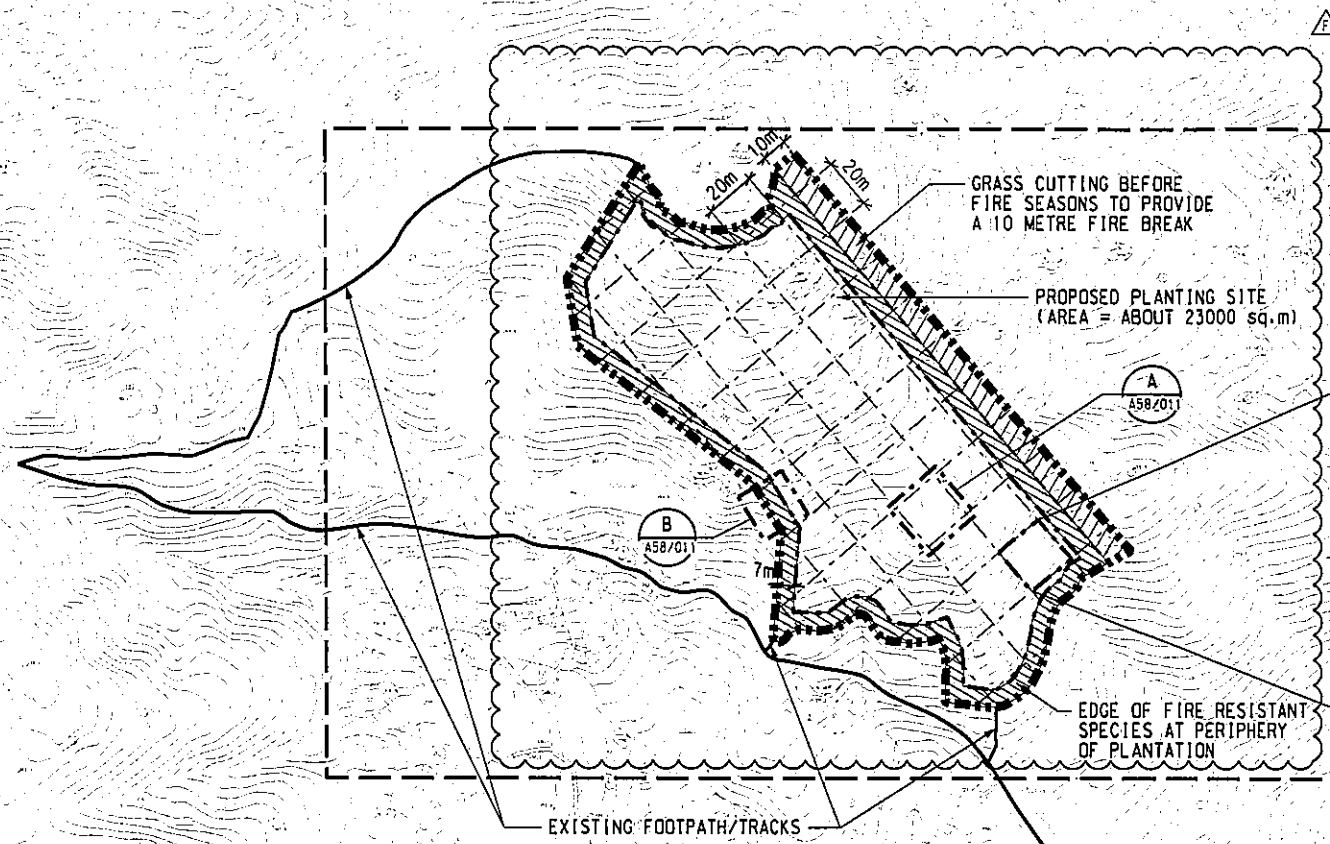 F
10m
20m
20m
GRASS CUTTING BEFORE
FIRE SEASONS TO PROVIDE
A 10 METRE FIRE BREAK
PROPOSED PLANTING SITE
(AREA = ABOUT 23000 sq.m)
A
A58/011
B
A58/011
7m
EDGE OF FIRE RESISTANT
SPECIES AT PERIPHERY
OF PLANTATION
EXISTING FOOTPATH/TRACKS